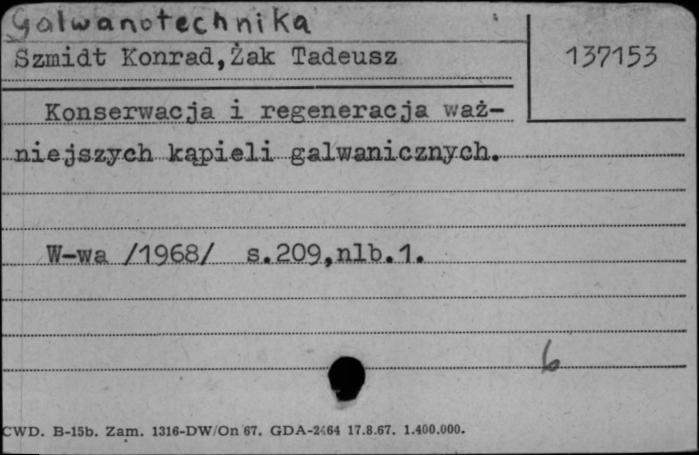 Galwanotechnika
Szmidt Konrad,Żak Tadeusz
137153
Konserwacja i regeneracja waż-
niejszych kąpieli galwanicznych.
W-wa /1968/ s.209,nlb.1.
6
CWD. B-15b. Zam. 1316-DW/On 67. GDA-2464 17.8.67. 1.400.000.